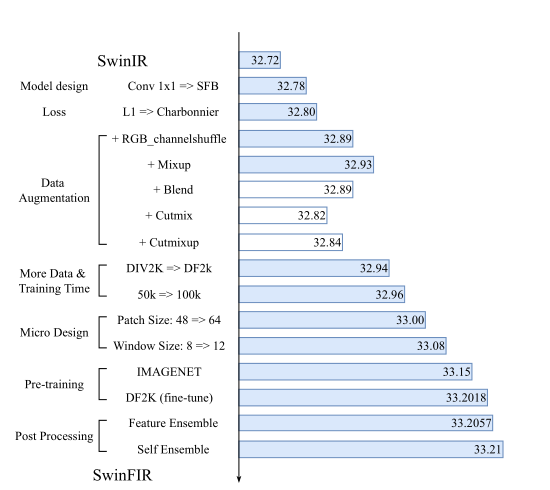 SwinIR 32.72
Model design Conv 1x1 => SFB 32.78
Loss L1 => Charbonnier 32.80
Data
Augmentation
+ RGB_channelshuffle 32.89
+ Mixup 32.93
+ Blend 32.89
+ Cutmix 32.82
+ Cutmixup 32.84
More Data &
Training Time
DIV2K => DF2k 32.94
50k => 100k 32.96
Micro Design
Patch Size: 48 => 64 33.00
Window Size: 8 => 12 33.08
Pre-training
IMAGENET 33.15
DF2K (fine-tune) 33.2018
Post Processing
Feature Ensemble 33.2057
Self Ensemble 33.21
SwinFIR